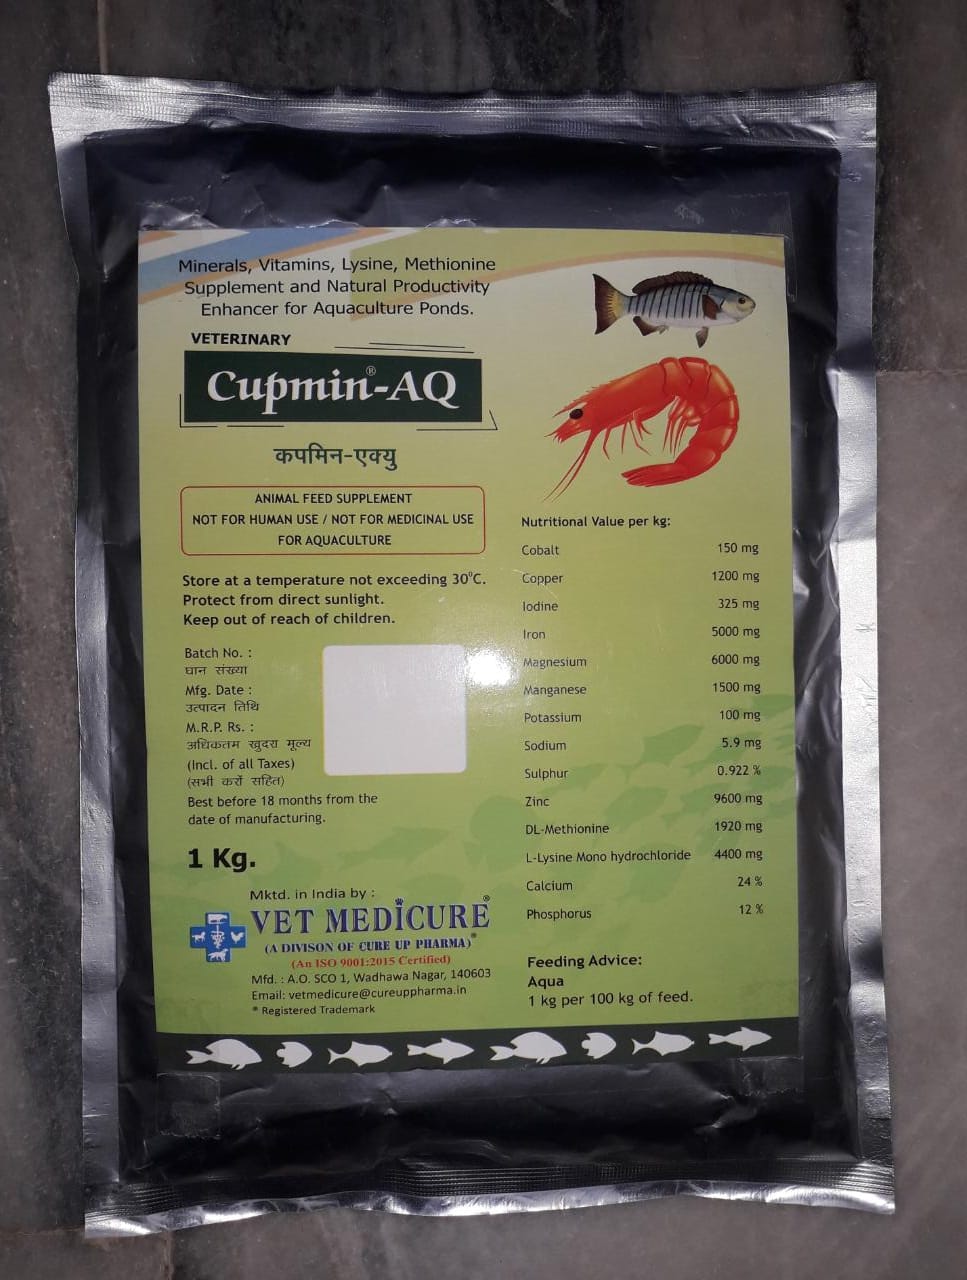 Minerals, Vitamins, Lysine, Methionine
Supplement and Natural Productivity
Enhancer for Aquaculture Ponds.
VETERINARY
Cupmin®-AQ
कपमिन-एक्यु
ANIMAL FEED SUPPLEMENT
NOT FOR HUMAN USE / NOT FOR MEDICINAL USE
FOR AQUACULTURE
Store at a temperature not exceeding 30°C.
Protect from direct sunlight.
Keep out of reach of children.
Batch No. :
घान संख्या
Mfg. Date :
उत्पादन तिथि
M.R.P. Rs. :
अधिकतम खुदरा मूल्य
(Incl. of all Taxes)
(सभी करों सहित)
Best before 18 months from the
date of manufacturing.
1 Kg.
Mktd. in India by :
VET MEDICURE®
(A DIVISON OF CURE UP PHARMA)*
(An ISO 9001:2015 Certified)
Mfd. : A.O. SCO 1, Wadhawa Nagar, 140603
Email: vetmedicure@cureuppharma.in
* Registered Trademark
Nutritional Value per kg:
Cobalt 150 mg
Copper 1200 mg
Iodine 325 mg
Iron 5000 mg
Magnesium 6000 mg
Manganese 1500 mg
Potassium 100 mg
Sodium 5.9 mg
Sulphur 0.922 %
Zinc 9600 mg
DL-Methionine 1920 mg
L-Lysine Mono hydrochloride 4400 mg
Calcium 24 %
Phosphorus 12 %
Feeding Advice:
Aqua
1 kg per 100 kg of feed.